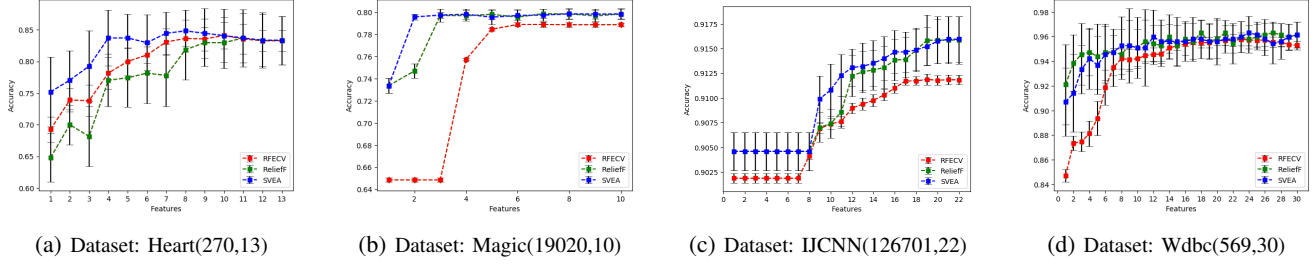 0.85
0.80
0.75
0.70
0.65
0.60
Accuracy
1 2 3 4 5 6 7 8 9 10 11 12 13
Features
RFECV
ReliefF
SVEA
(a) Dataset: Heart(270,13)
0.80
0.78
0.76
0.74
0.72
0.70
0.68
0.66
0.64
Accuracy
2 4 6 8 10
Features
RFECV
ReliefF
SVEA
(b) Dataset: Magic(19020,10)
0.9175
0.9150
0.9125
0.9100
0.9075
0.9050
0.9025
Accuracy
0 1 2 4 6 8 10 12 14 16 18 20 22
Features
RFECV
ReliefF
SVEA
(c) Dataset: IJCNN(126701,22)
0.98
0.96
0.94
0.92
0.90
0.88
0.86
0.84
Accuracy
0 1 2 4 6 8 10 12 14 16 18 20 22 24 26 28 30
Features
RFECV
ReliefF
SVEA
(d) Dataset: Wdbc(569,30)